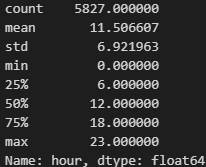 count    5827.000000
mean       11.506607
std         6.921963
min         0.000000
25%         6.000000
50%        12.000000
75%        18.000000
max        23.000000
Name: hour, dtype: float64